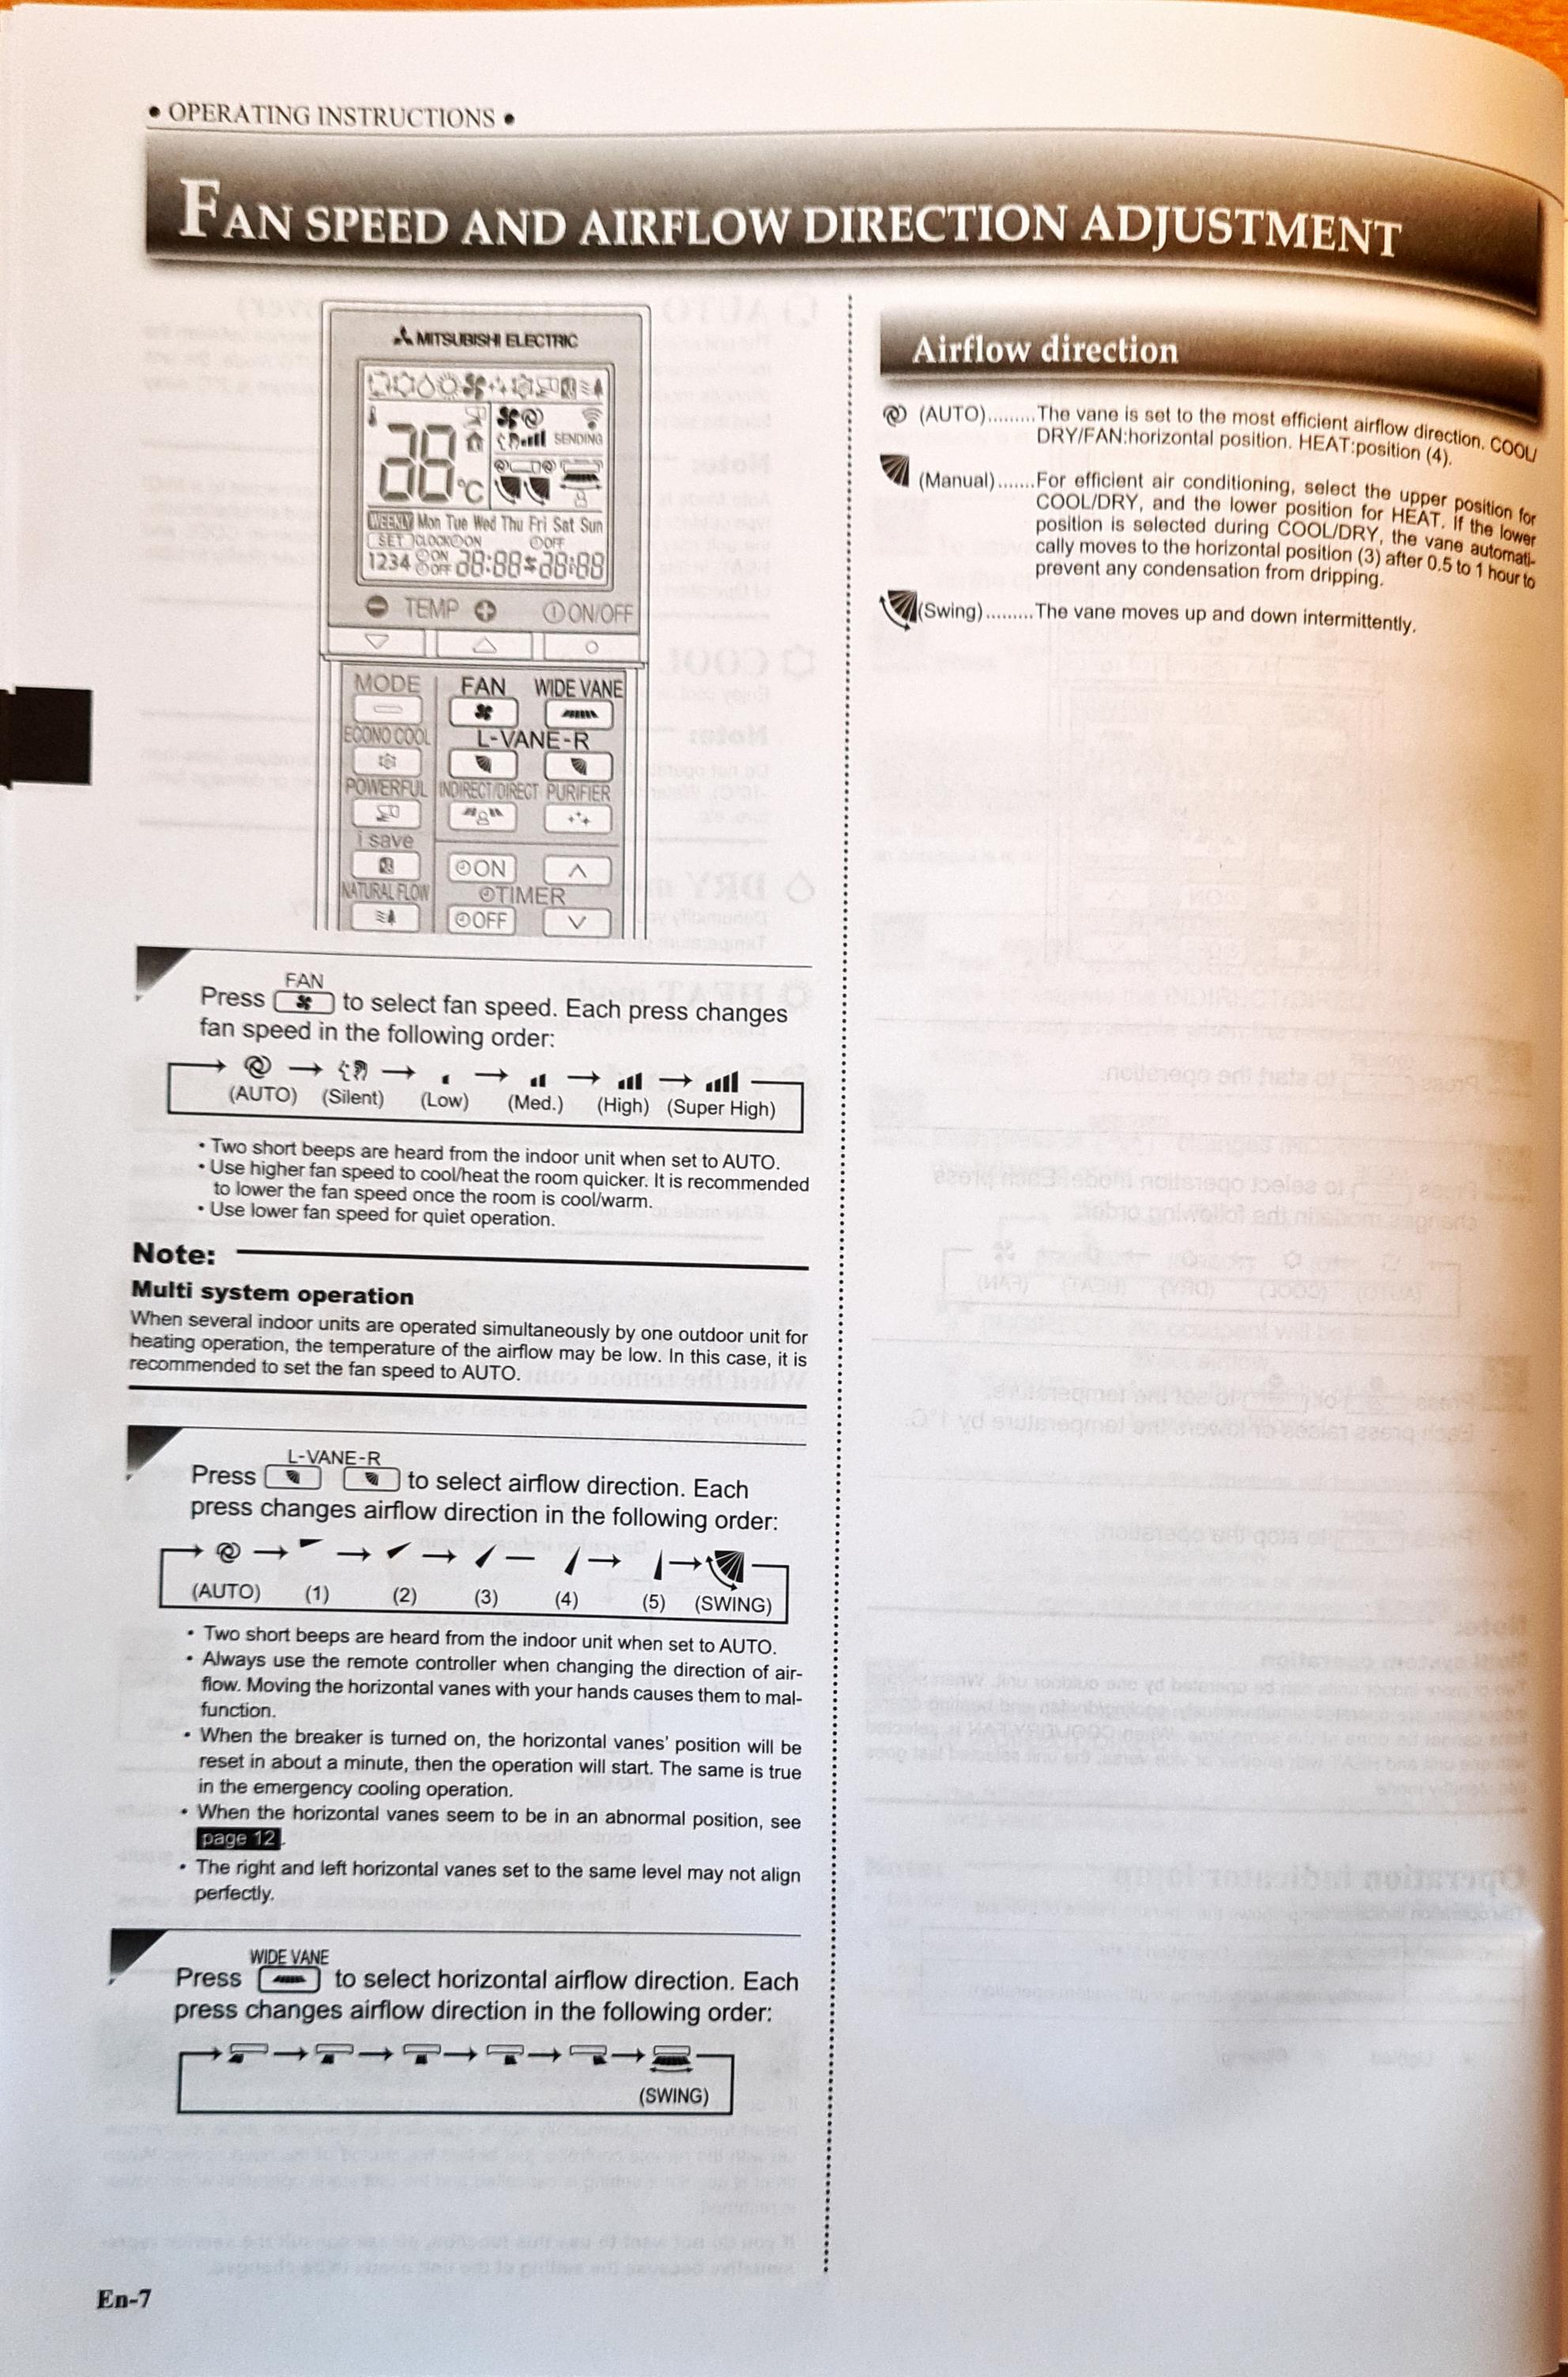 • OPERATING INSTRUCTIONS •
FAN SPEED AND AIRFLOW DIRECTION ADJUSTMENT
MITSUBISHI ELECTRIC
SENDING
88°C
WEEKLY Mon Tue Wed Thu Fri Sat Sun
SET CLOCK ON OFF
1234 ON OFF 88:88 88:88
TEMP ON/OFF
MODE FAN WIDE VANE
ECONO COOL L-VANE-R
POWERFUL INDIRECT/DIRECT PURIFIER
i save
ON
NATURAL FLOW TIMER
OFF
FAN
Press to select fan speed. Each press changes
fan speed in the following order:
(AUTO) (Silent) (Low) (Med.) (High) (Super High)
• Two short beeps are heard from the indoor unit when set to AUTO.
• Use higher fan speed to cool/heat the room quicker. It is recommended
to lower the fan speed once the room is cool/warm.
• Use lower fan speed for quiet operation.
Note:
Multi system operation
When several indoor units are operated simultaneously by one outdoor unit for
heating operation, the temperature of the airflow may be low. In this case, it is
recommended to set the fan speed to AUTO.
L-VANE-R
Press to select airflow direction. Each
press changes airflow direction in the following order:
(AUTO) (1) (2) (3) (4) (5) (SWING)
• Two short beeps are heard from the indoor unit when set to AUTO.
• Always use the remote controller when changing the direction of air-
flow. Moving the horizontal vanes with your hands causes them to mal-
function.
• When the breaker is turned on, the horizontal vanes' position will be
reset in about a minute, then the operation will start. The same is true
in the emergency cooling operation.
• When the horizontal vanes seem to be in an abnormal position, see
page 12.
• The right and left horizontal vanes set to the same level may not align
perfectly.
WIDE VANE
Press to select horizontal airflow direction. Each
press changes airflow direction in the following order:
(SWING)
Airflow direction
(AUTO).........The vane is set to the most efficient airflow direction. COOL/
DRY/FAN:horizontal position. HEAT:position (4).
(Manual).......For efficient air conditioning, select the upper position for
COOL/DRY, and the lower position for HEAT. If the lower
position is selected during COOL/DRY, the vane automati-
cally moves to the horizontal position (3) after 0.5 to 1 hour to
prevent any condensation from dripping.
(Swing).........The vane moves up and down intermittently.
En-7